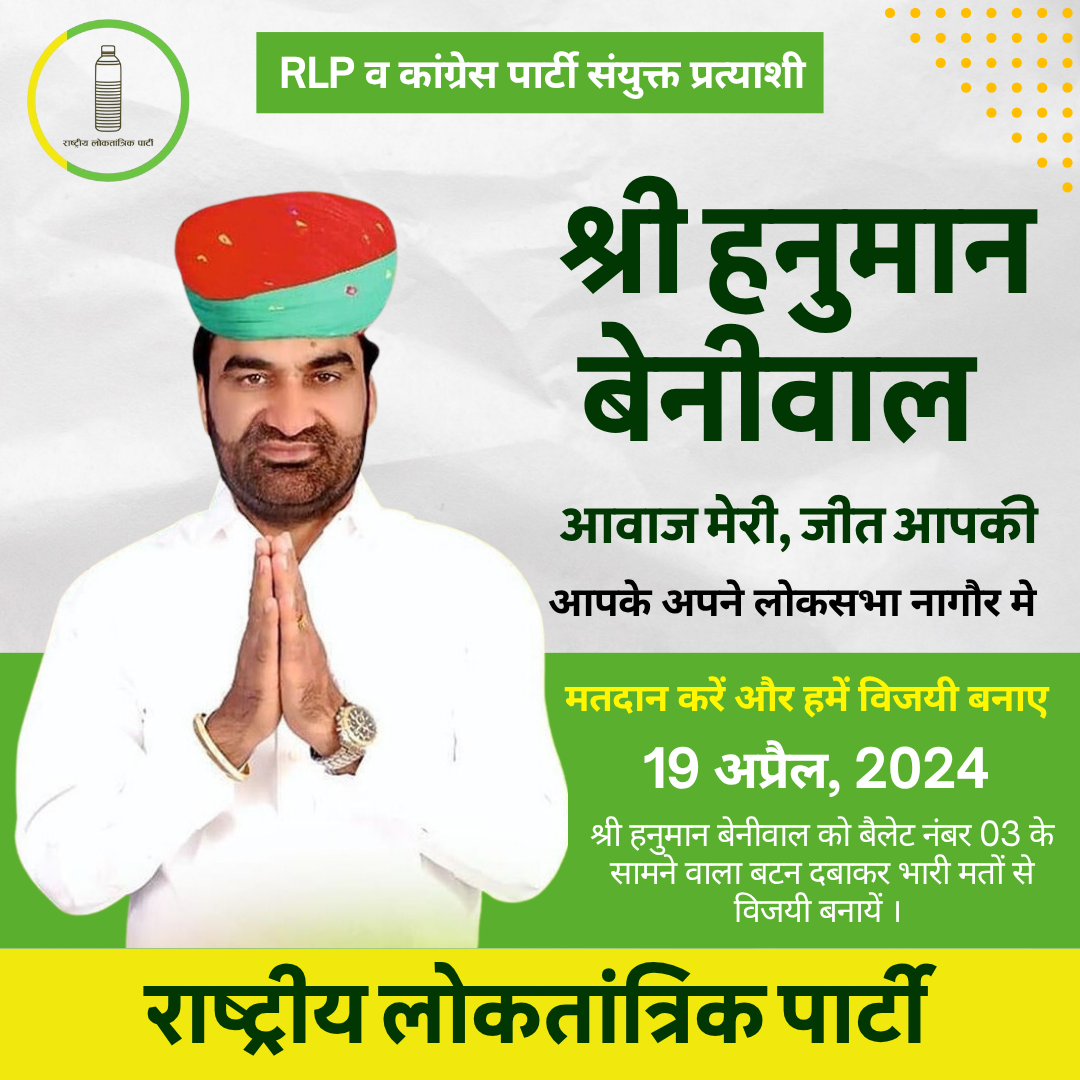 राष्ट्रीय लोकतांत्रिक पार्टी
RLP व कांग्रेस पार्टी संयुक्त प्रत्याशी
श्री हनुमान
बेनीवाल
आवाज मेरी, जीत आपकी
आपके अपने लोकसभा नागौर मे
मतदान करें और हमें विजयी बनाए
19 अप्रैल, 2024
श्री हनुमान बेनीवाल को बैलेट नंबर 03 के
सामने वाला बटन दबाकर भारी मतों से
विजयी बनायें ।
राष्ट्रीय लोकतांत्रिक पार्टी